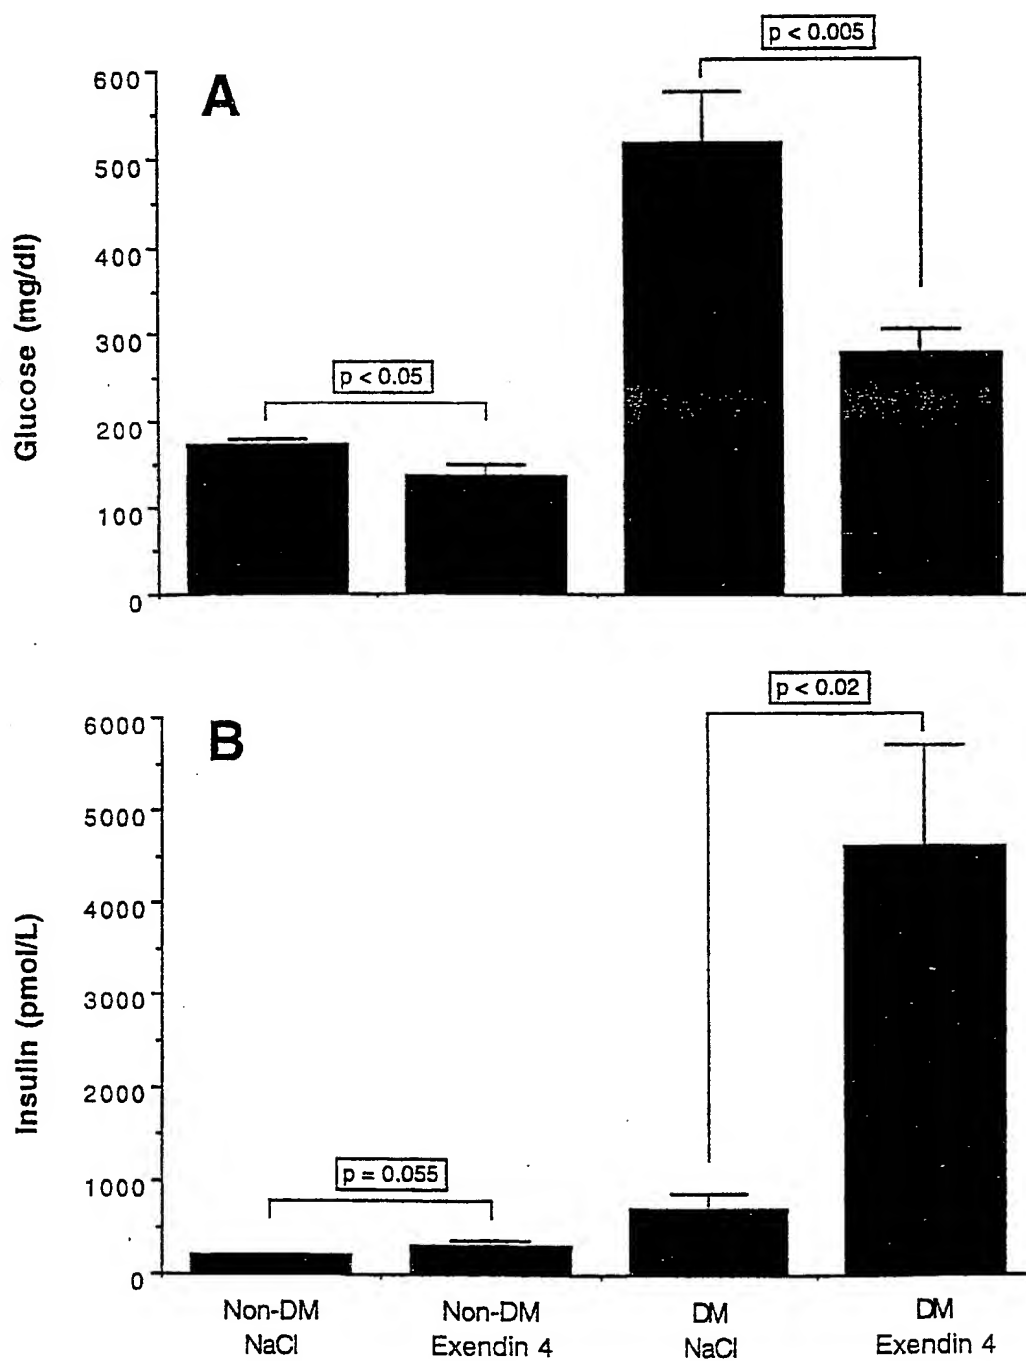 p < 0.005
A
600
500
400
300
200
100
0
Glucose (mg/dl)
p < 0.05
p < 0.02
B
6000
5000
4000
3000
2000
1000
0
Insulin (pmol/L)
p = 0.055
Non-DM
NaCl
Non-DM
Exendin 4
DM
NaCl
DM
Exendin 4